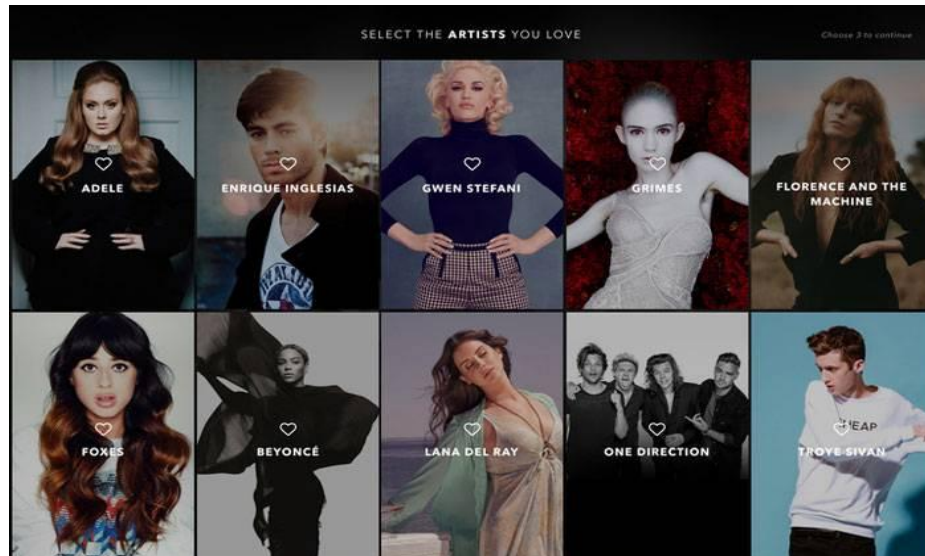 SELECT THE ARTISTS YOU LOVE
Choose 3 to continue
ADELE
ENRIQUE INGLESIAS
GWEN STEFANI
GRIMES
FLORENCE AND THE
MACHINE
FOXES
BEYONCÉ
LANA DEL RAY
ONE DIRECTION
TROYE SIVAN